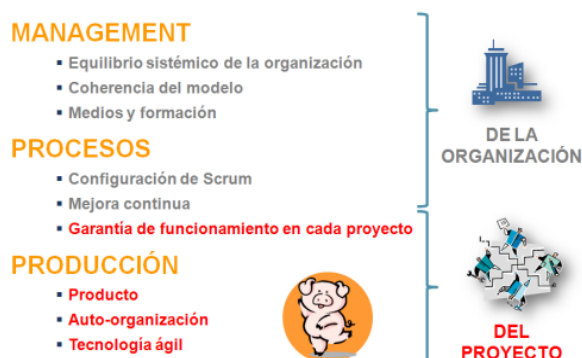 MANAGEMENT
Equilibrio sistémico de la organización
Coherencia del modelo
Medios y formación
PROCESOS
Configuración de Scrum
Mejora continua
Garantía de funcionamiento en cada proyecto
PRODUCCIÓN
Producto
Auto-organización
Tecnología ágil
DE LA
ORGANIZACIÓN
DEL
PROYECTO